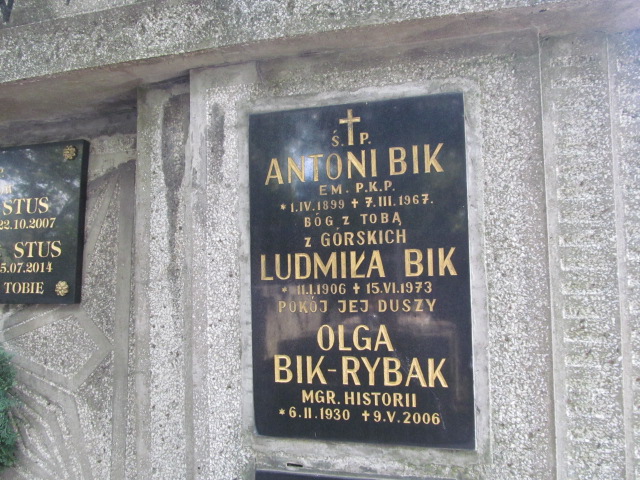 STUS
22.10.2007
STUS
5.07.2014
TOBIE
Ś. P.
ANTONI BIK
EM. P.K.P.
*1.IV.1899 ✝7.III.1967.
BÓG Z TOBĄ
Z GÓRSKICH
LUDMIŁA BIK
*11.I.1906 ✝15.VI.1973
POKÓJ JEJ DUSZY
OLGA
BIK-RYBAK
MGR. HISTORII
*6.II.1930 ✝9.V.2006